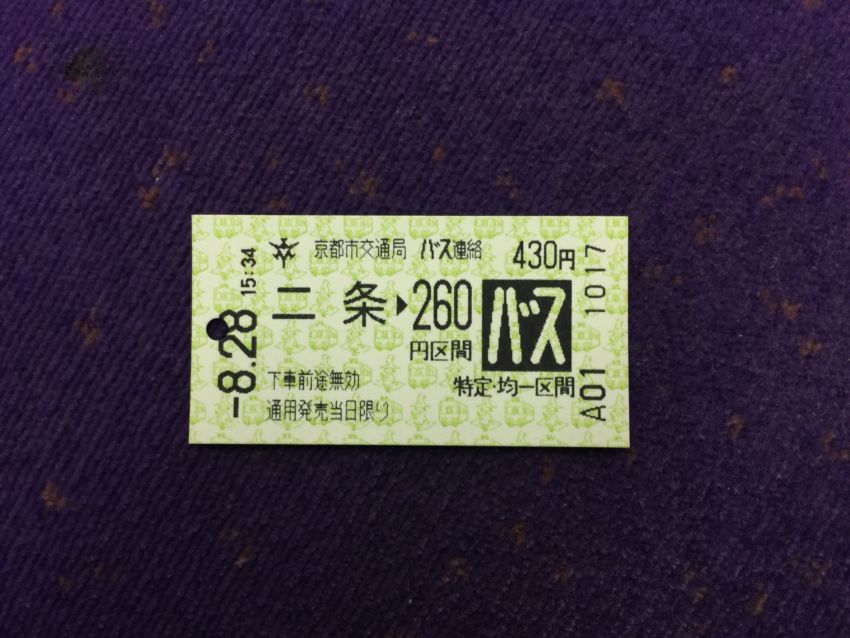 京都市交通局 バス連絡 430円
二条▶260
円区間
バス
特定・均一区間
下車前途無効
通用発売当日限り
-8.28 15:34
A01 1017